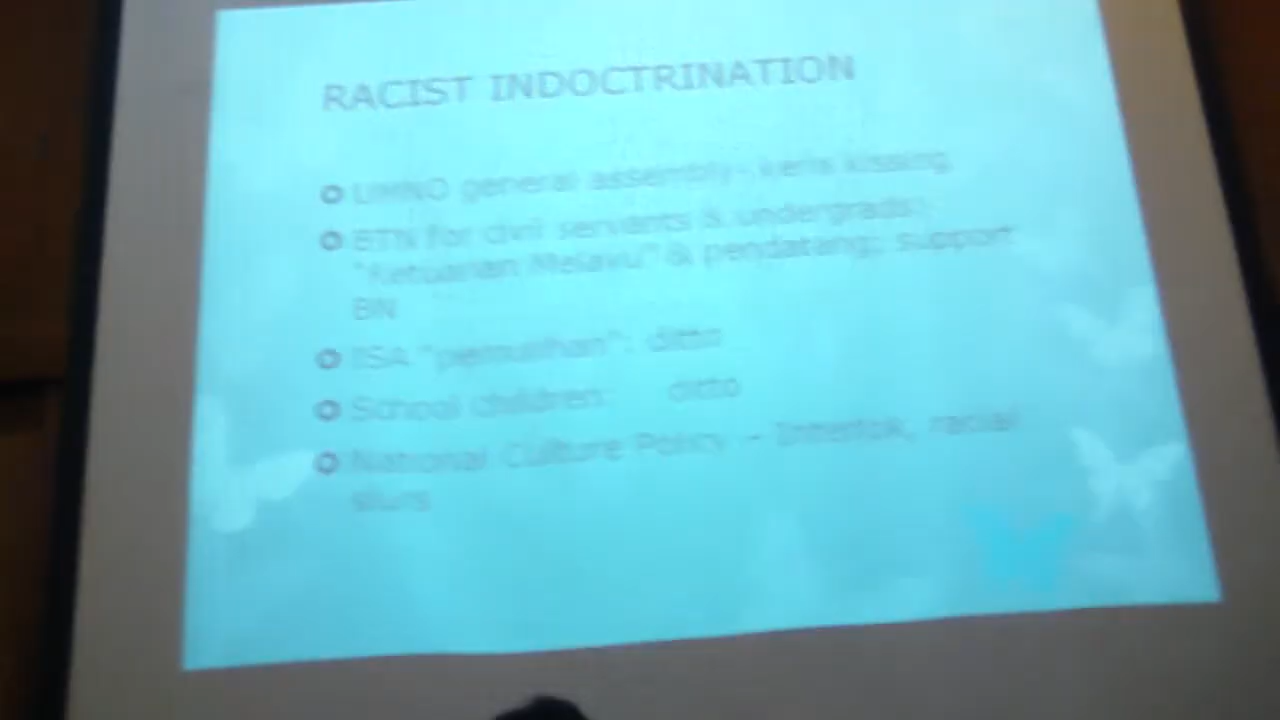 RACIST INDOCTRINATION
UMNO general assembly- keris kissing
BTN for civil servants & undergrads:
"Ketuanan Melayu" & pendatang; support
BN
ISA "pemulihan": ditto
School children: ditto
National Culture Policy – Interlok, racial
slurs